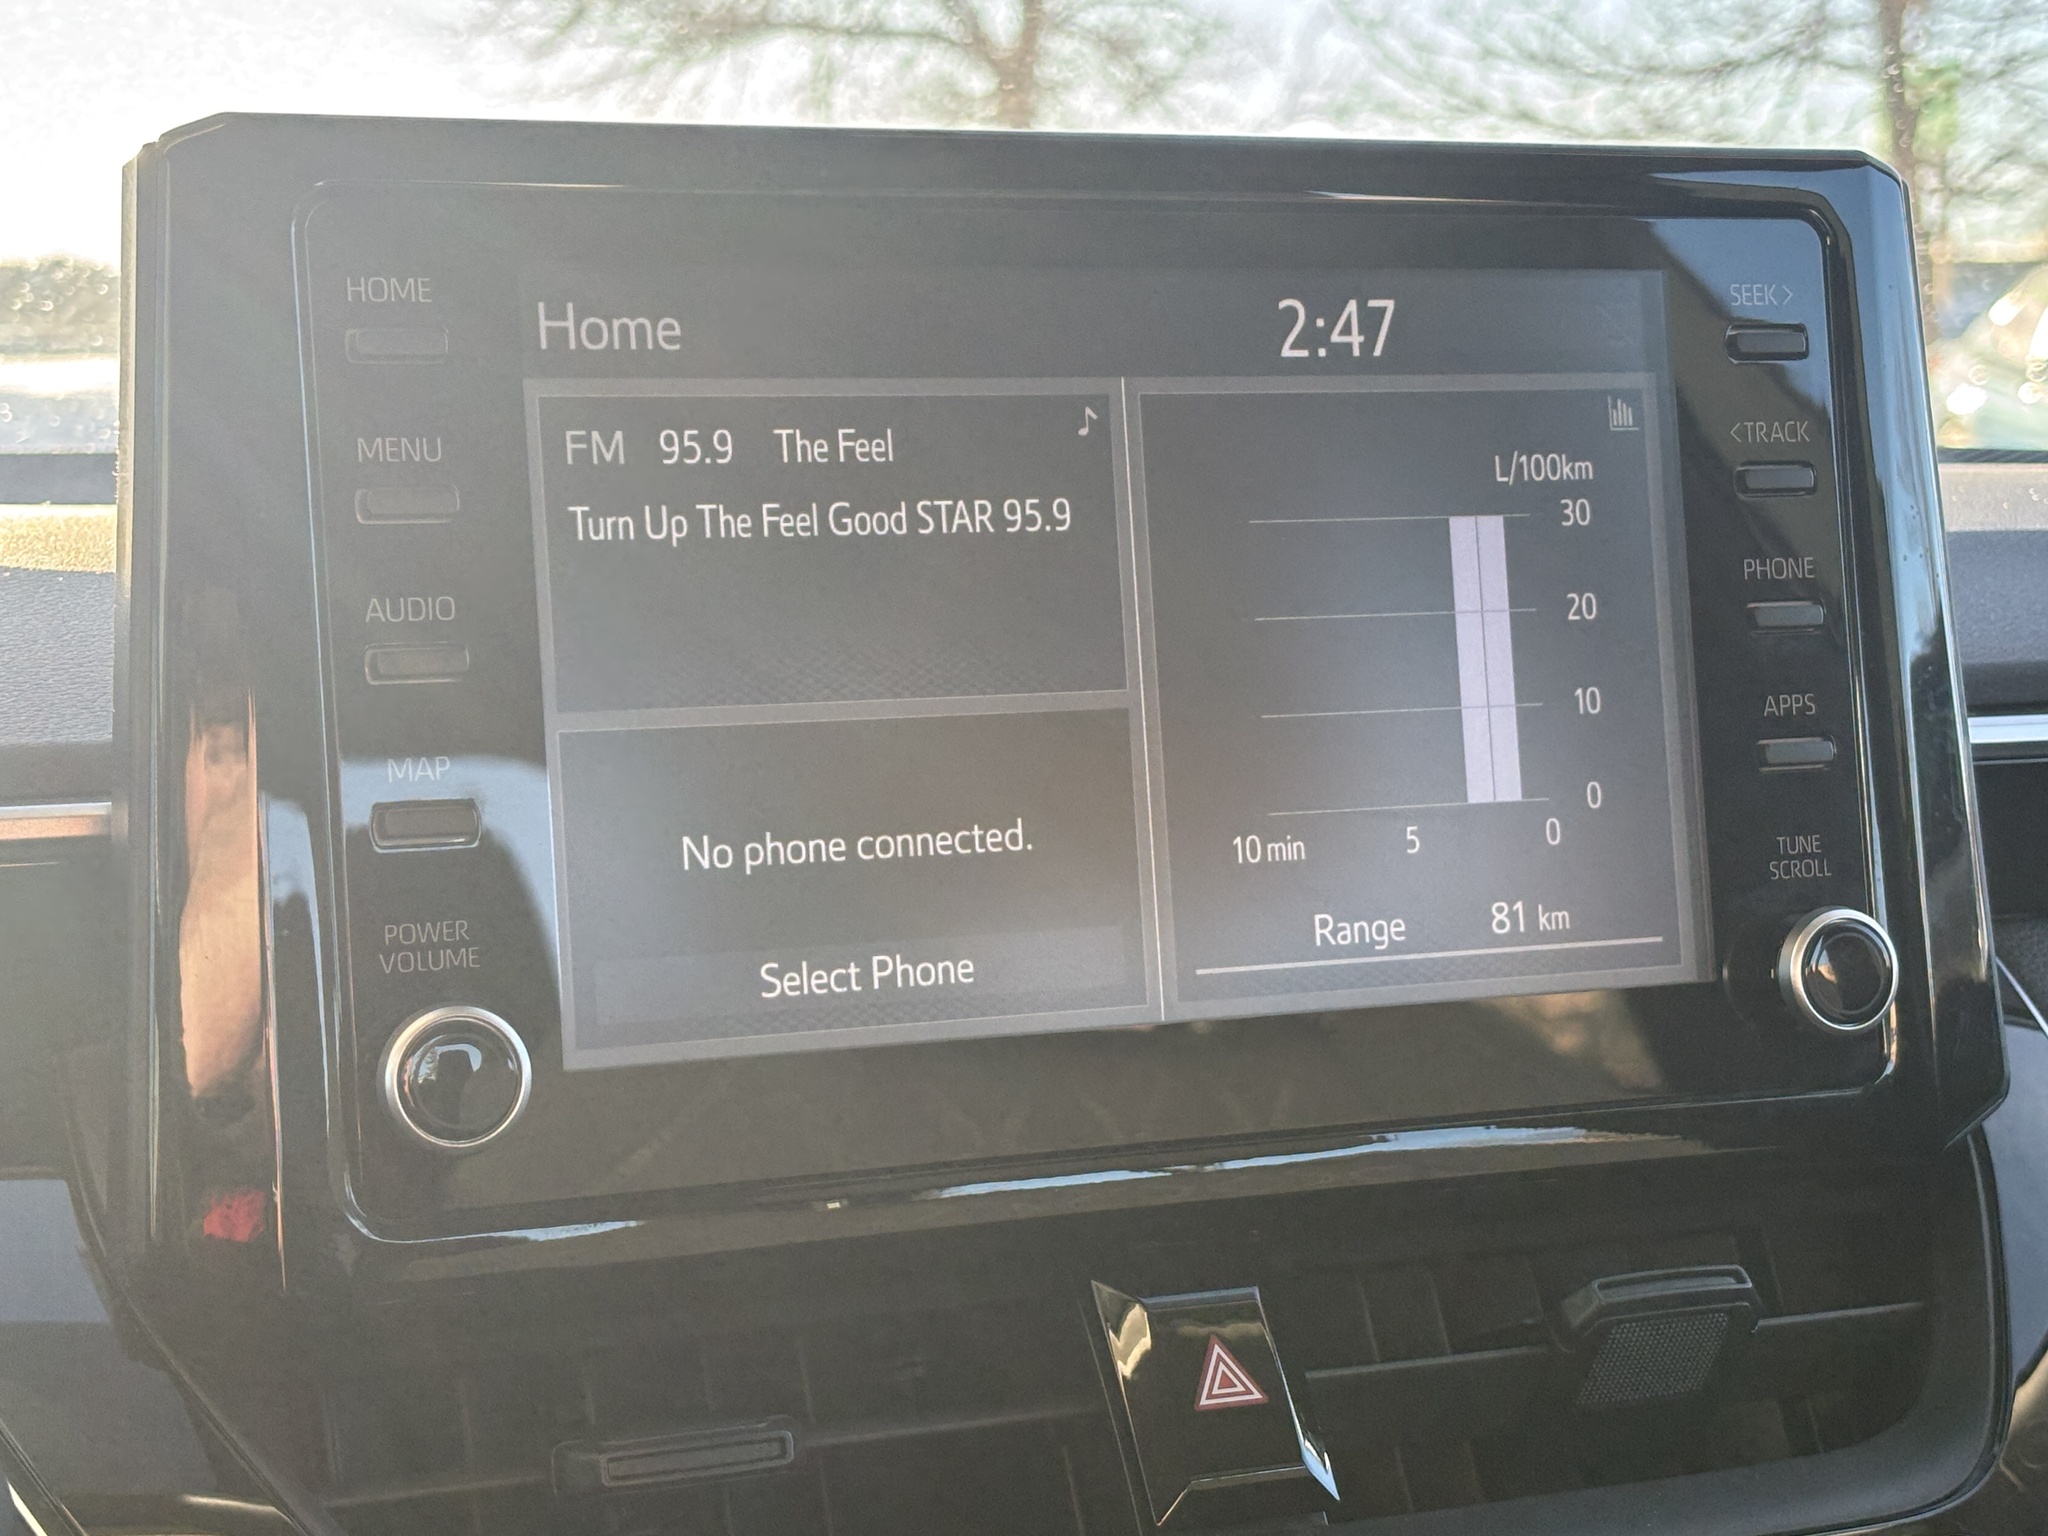 HOME
MENU
AUDIO
MAP
POWER
VOLUME
Home
2:47
FM 95.9 The Feel
Turn Up The Feel Good STAR 95.9
No phone connected.
Select Phone
L/100km
30
20
10
0
10 min 5 0
Range 81 km
SEEK>
<TRACK
PHONE
APPS
TUNE
SCROLL